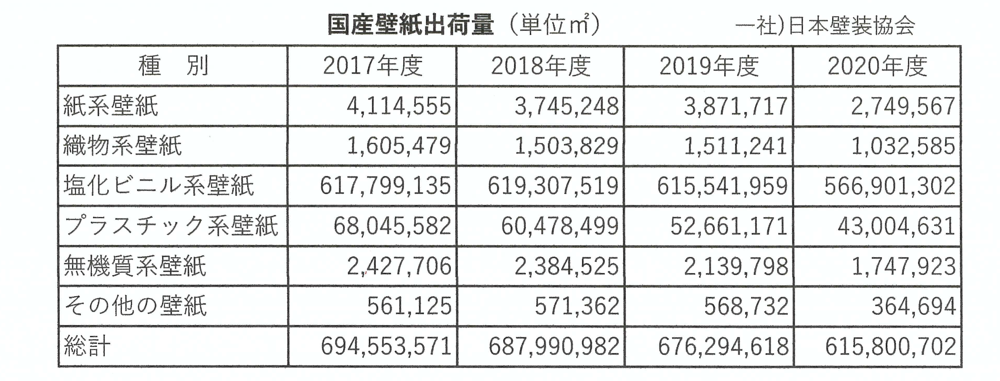 国産壁紙出荷量（単位㎡） 一社)日本壁装協会
種　別 2017年度 2018年度 2019年度 2020年度
紙系壁紙 4,114,555 3,745,248 3,871,717 2,749,567
織物系壁紙 1,605,479 1,503,829 1,511,241 1,032,585
塩化ビニル系壁紙 617,799,135 619,307,519 615,541,959 566,901,302
プラスチック系壁紙 68,045,582 60,478,499 52,661,171 43,004,631
無機質系壁紙 2,427,706 2,384,525 2,139,798 1,747,923
その他の壁紙 561,125 571,362 568,732 364,694
総計 694,553,571 687,990,982 676,294,618 615,800,702